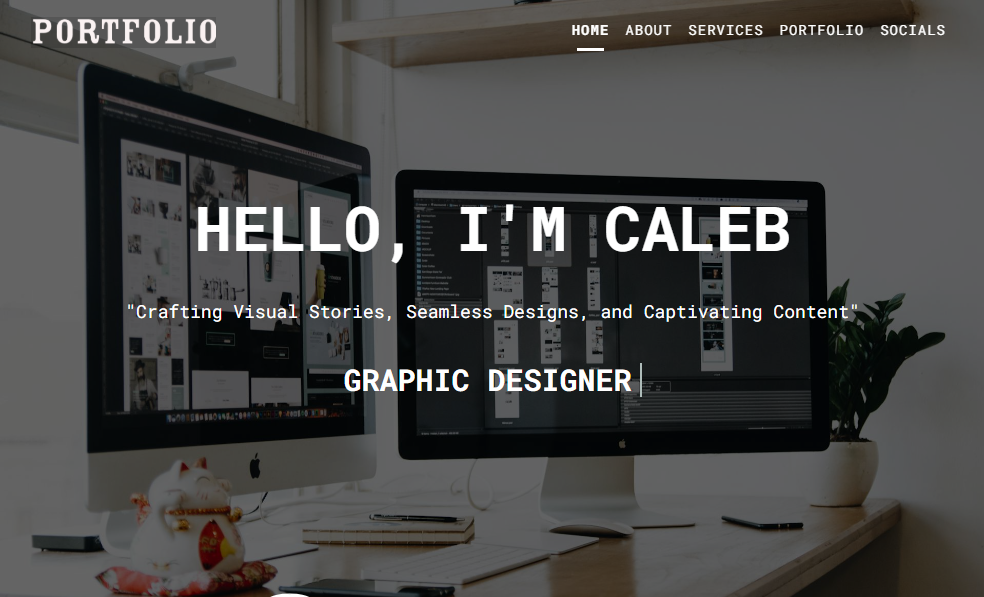 PORTFOLIO
HOME ABOUT SERVICES PORTFOLIO SOCIALS
HELLO, I'M CALEB
"Crafting Visual Stories, Seamless Designs, and Captivating Content"
GRAPHIC DESIGNER